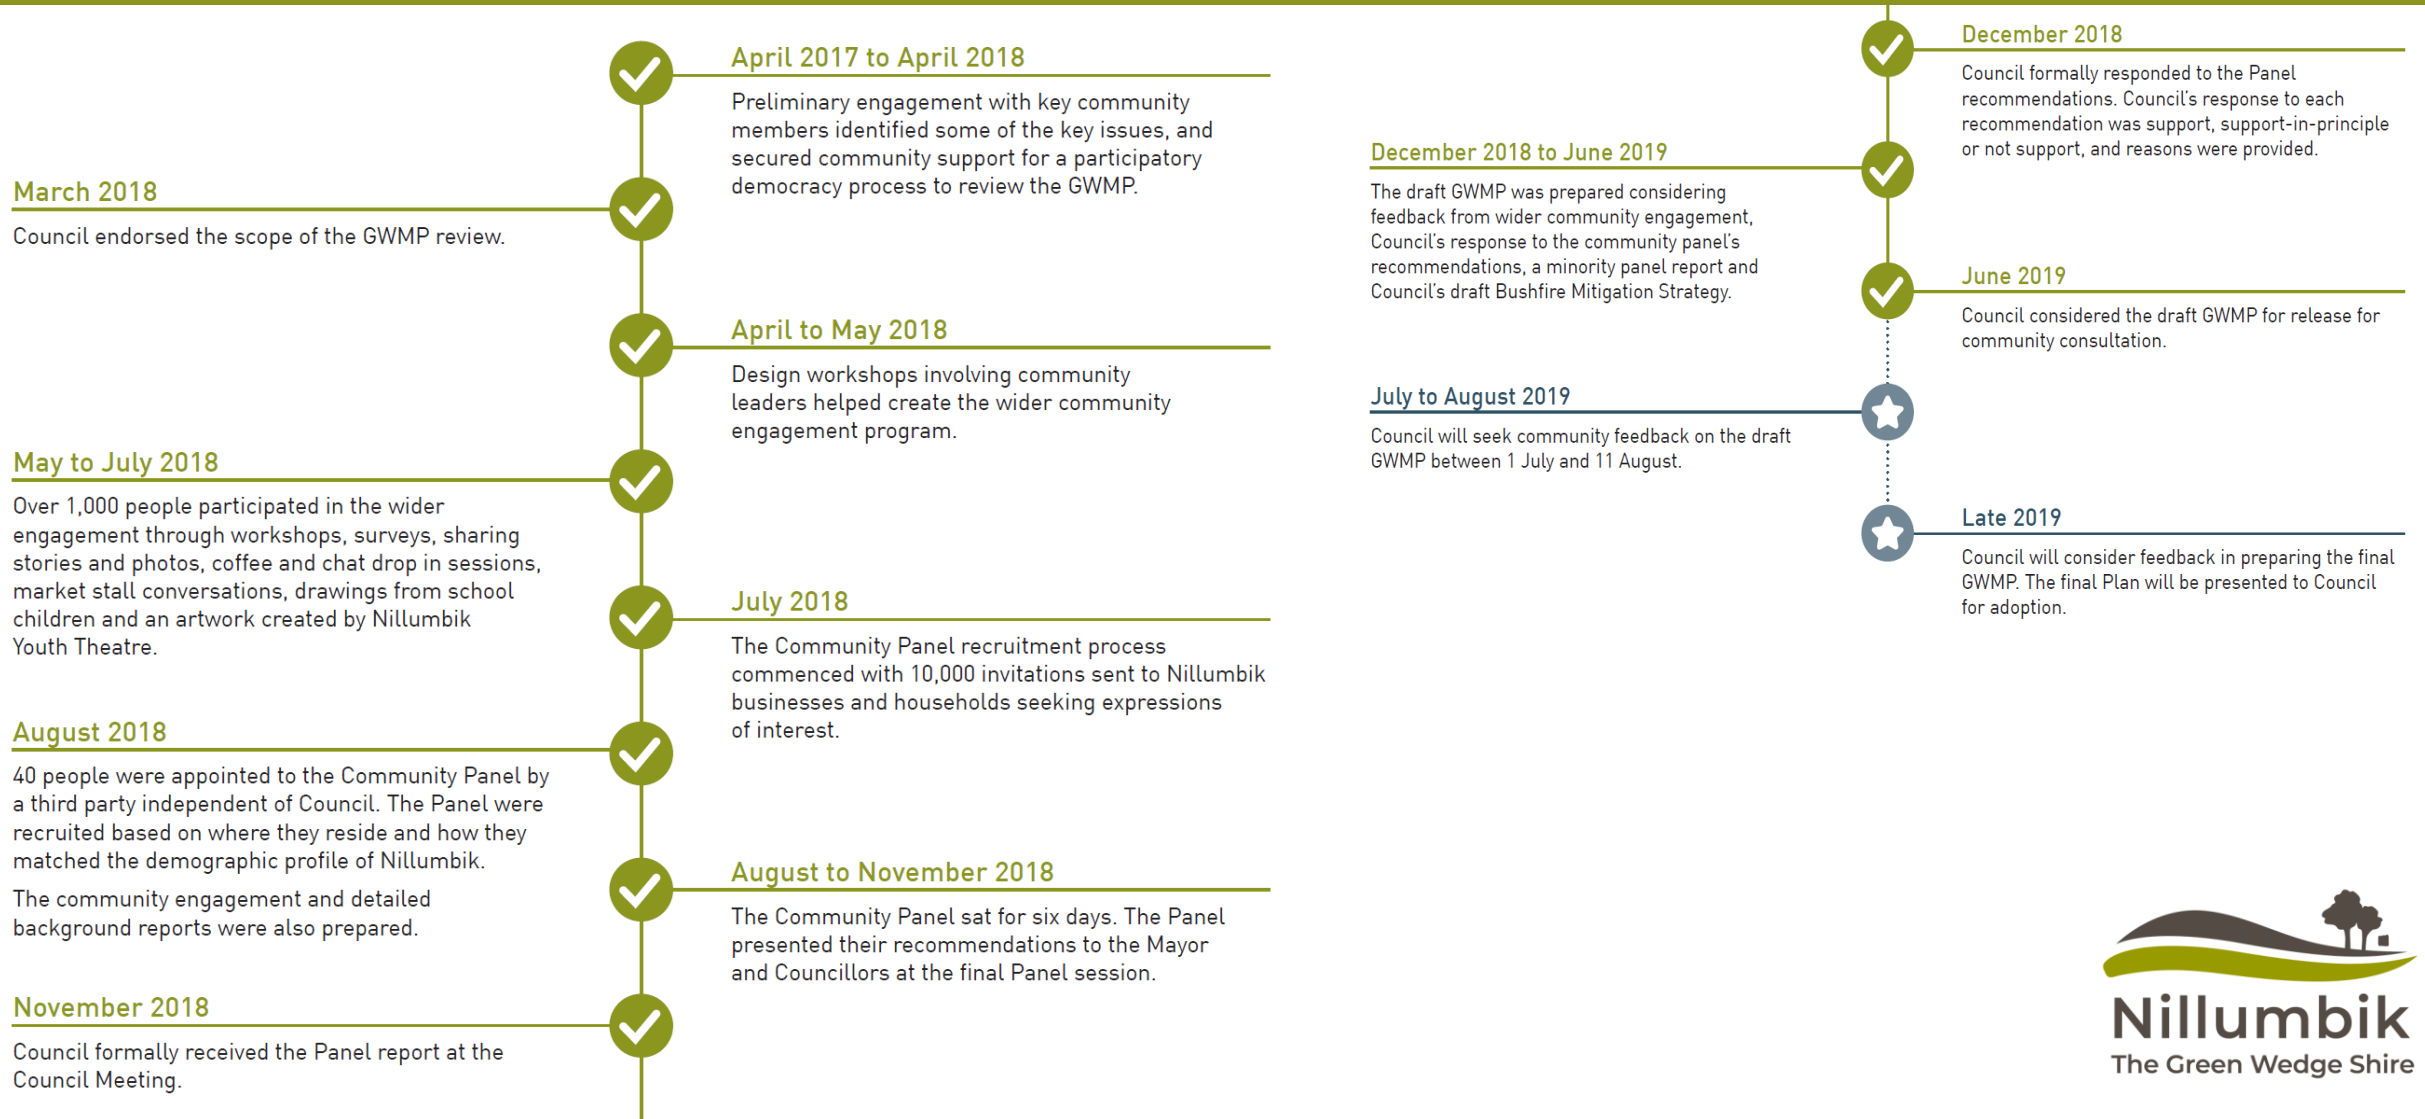 April 2017 to April 2018
Preliminary engagement with key community
members identified some of the key issues, and
secured community support for a participatory
democracy process to review the GWMP.
March 2018
Council endorsed the scope of the GWMP review.
April to May 2018
Design workshops involving community
leaders helped create the wider community
engagement program.
May to July 2018
Over 1,000 people participated in the wider
engagement through workshops, surveys, sharing
stories and photos, coffee and chat drop in sessions,
market stall conversations, drawings from school
children and an artwork created by Nillumbik
Youth Theatre.
July 2018
The Community Panel recruitment process
commenced with 10,000 invitations sent to Nillumbik
businesses and households seeking expressions
of interest.
August 2018
40 people were appointed to the Community Panel by
a third party independent of Council. The Panel were
recruited based on where they reside and how they
matched the demographic profile of Nillumbik.
The community engagement and detailed
background reports were also prepared.
August to November 2018
The Community Panel sat for six days. The Panel
presented their recommendations to the Mayor
and Councillors at the final Panel session.
November 2018
Council formally received the Panel report at the
Council Meeting.
December 2018
Council formally responded to the Panel
recommendations. Council's response to each
recommendation was support, support-in-principle
or not support, and reasons were provided.
December 2018 to June 2019
The draft GWMP was prepared considering
feedback from wider community engagement,
Council's response to the community panel's
recommendations, a minority panel report and
Council's draft Bushfire Mitigation Strategy.
June 2019
Council considered the draft GWMP for release for
community consultation.
July to August 2019
Council will seek community feedback on the draft
GWMP between 1 July and 11 August.
Late 2019
Council will consider feedback in preparing the final
GWMP. The final Plan will be presented to Council
for adoption.
Nillumbik
The Green Wedge Shire